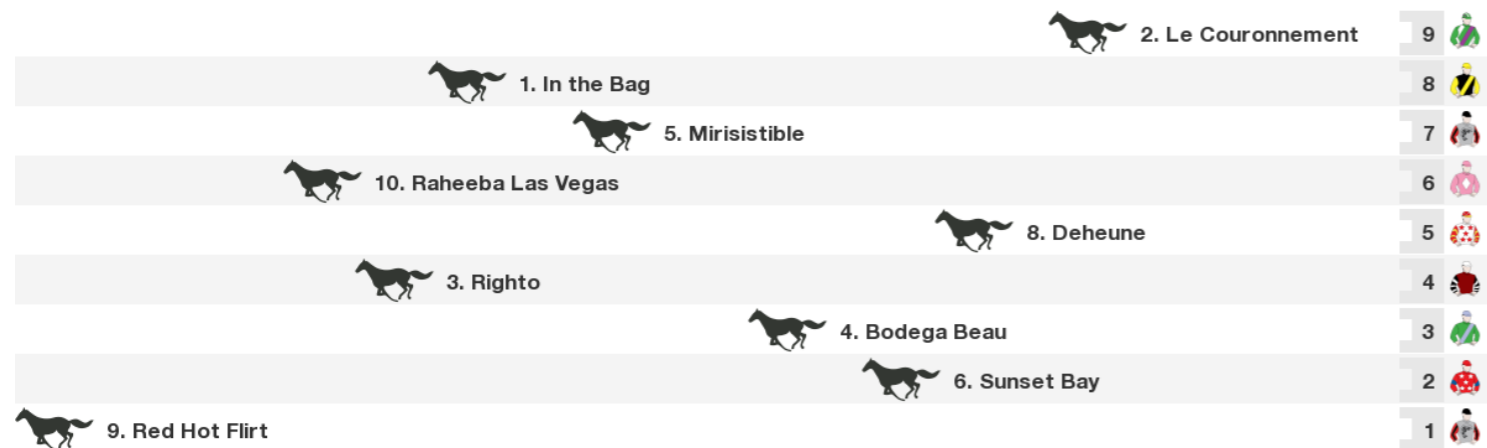 2. Le Couronnement 9
1. In the Bag 8
5. Mirisistible 7
10. Raheeba Las Vegas 6
8. Deheune 5
3. Righto 4
4. Bodega Beau 3
6. Sunset Bay 2
9. Red Hot Flirt 1